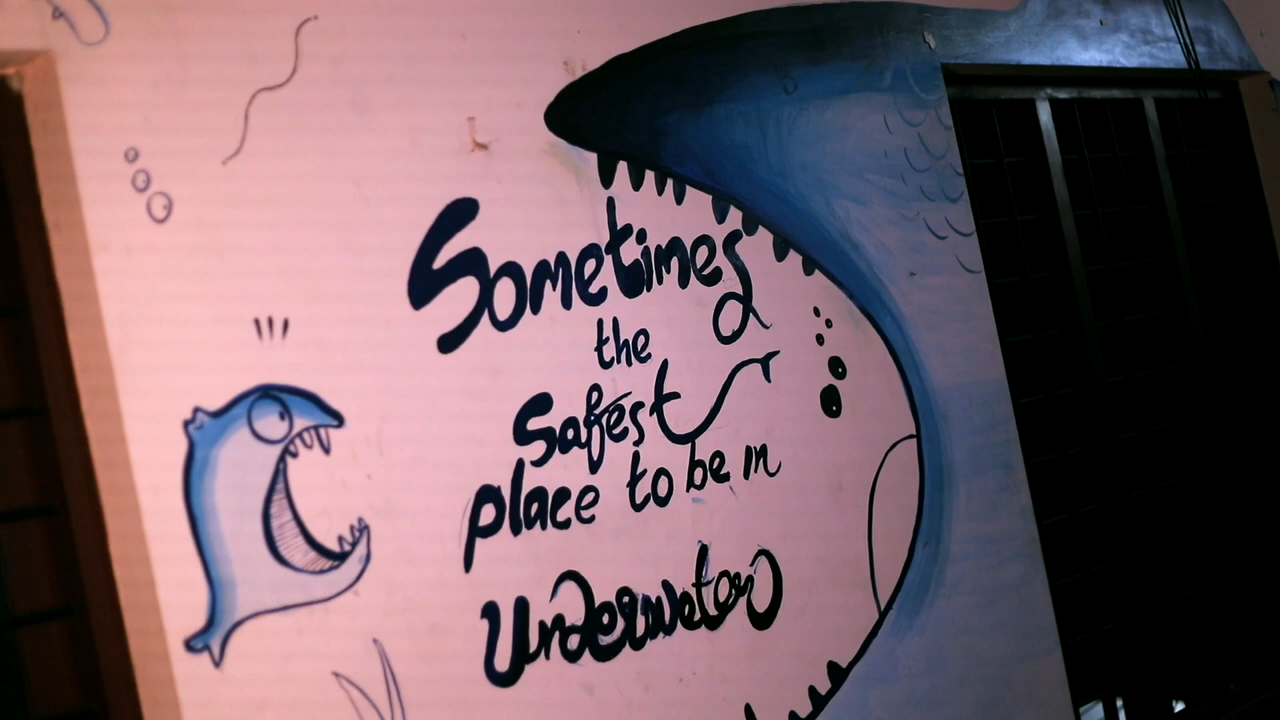 Sometimes
the
Safest
place to be in
Underwater